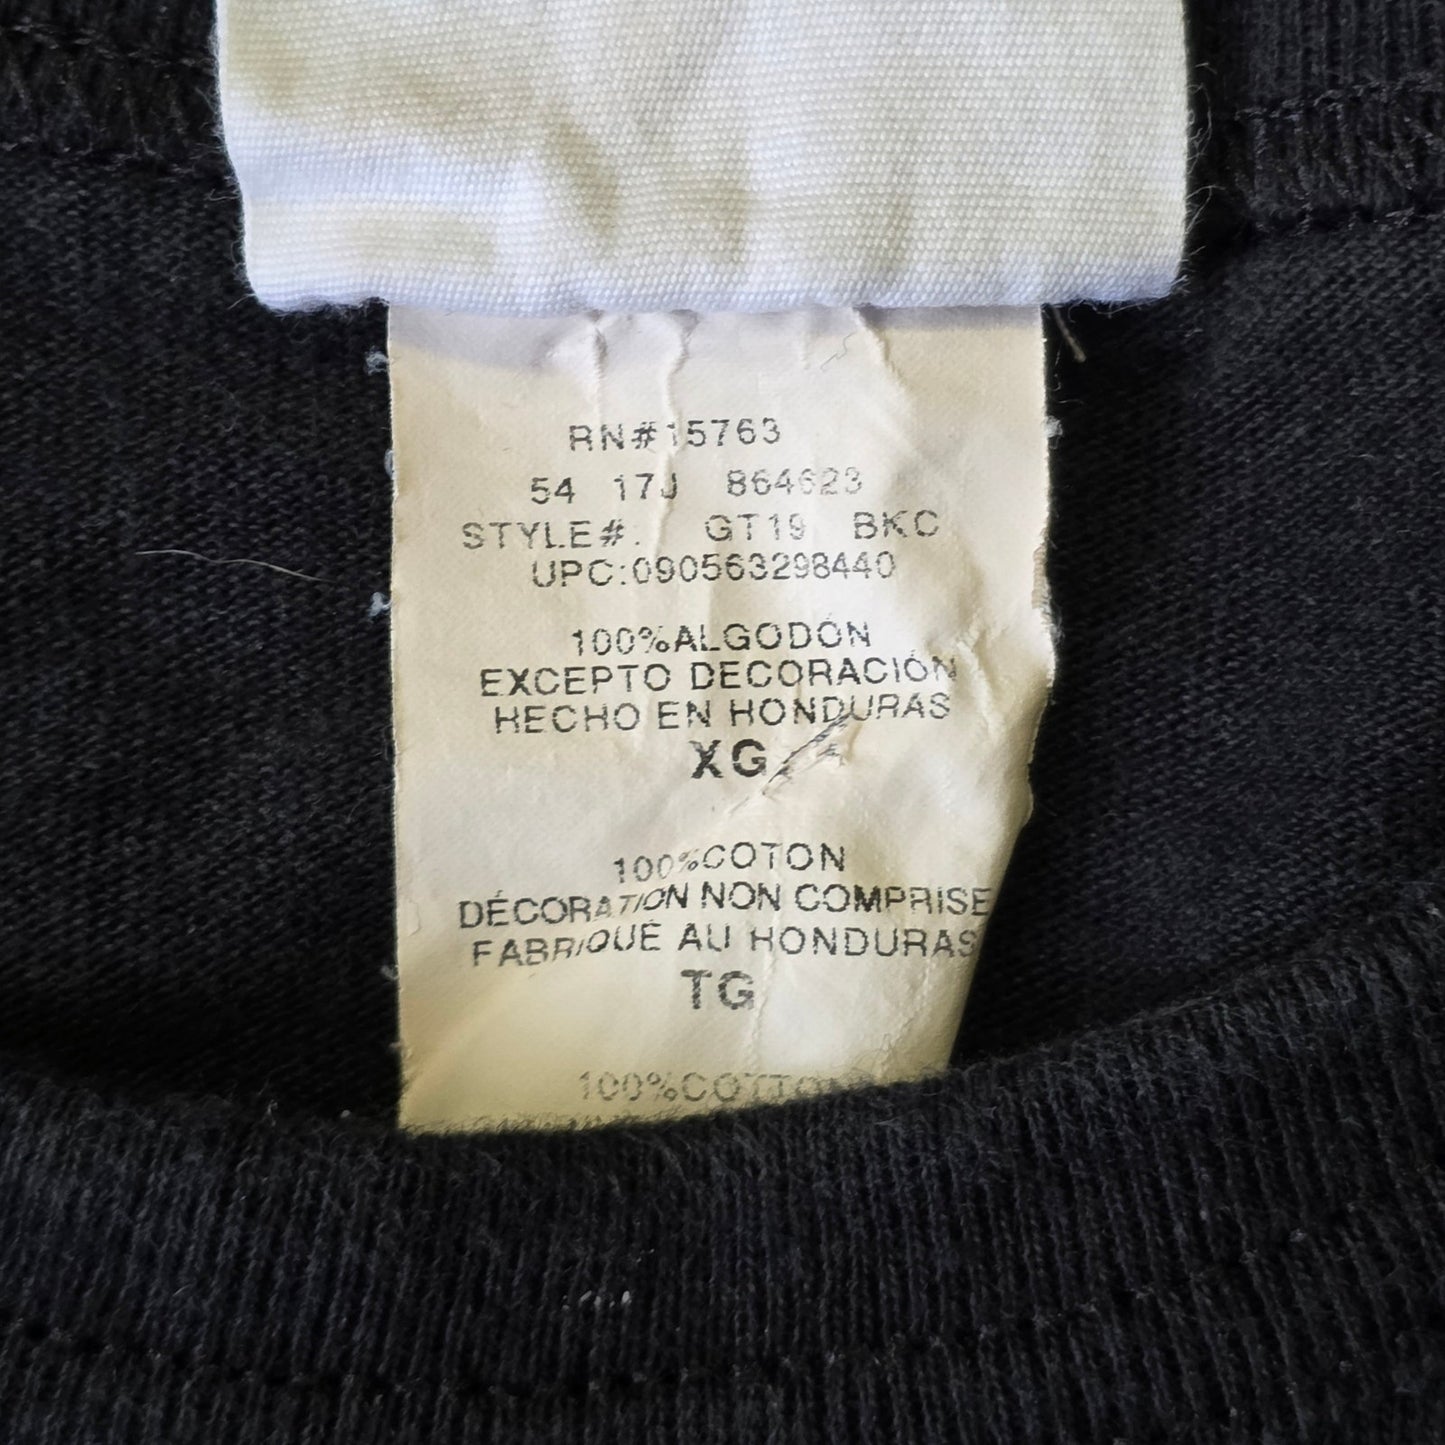 RN#15763
54 17J 864623
STYLE#: GT19 BKC
UPC:090563298440
100%ALGODÓN
EXCEPTO DECORACIÓN
HECHO EN HONDURAS
XG
100%COTON
DÉCORATION NON COMPRISE
FABRIQUÉ AU HONDURAS
TG
100%COTTON